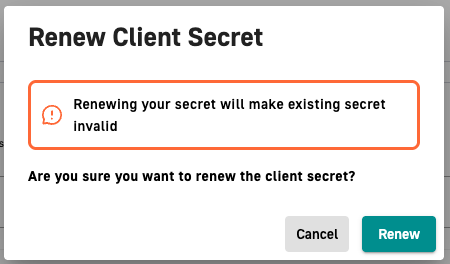 Renew Client Secret
Renewing your secret will make existing secret
invalid
Are you sure you want to renew the client secret?
Cancel
Renew